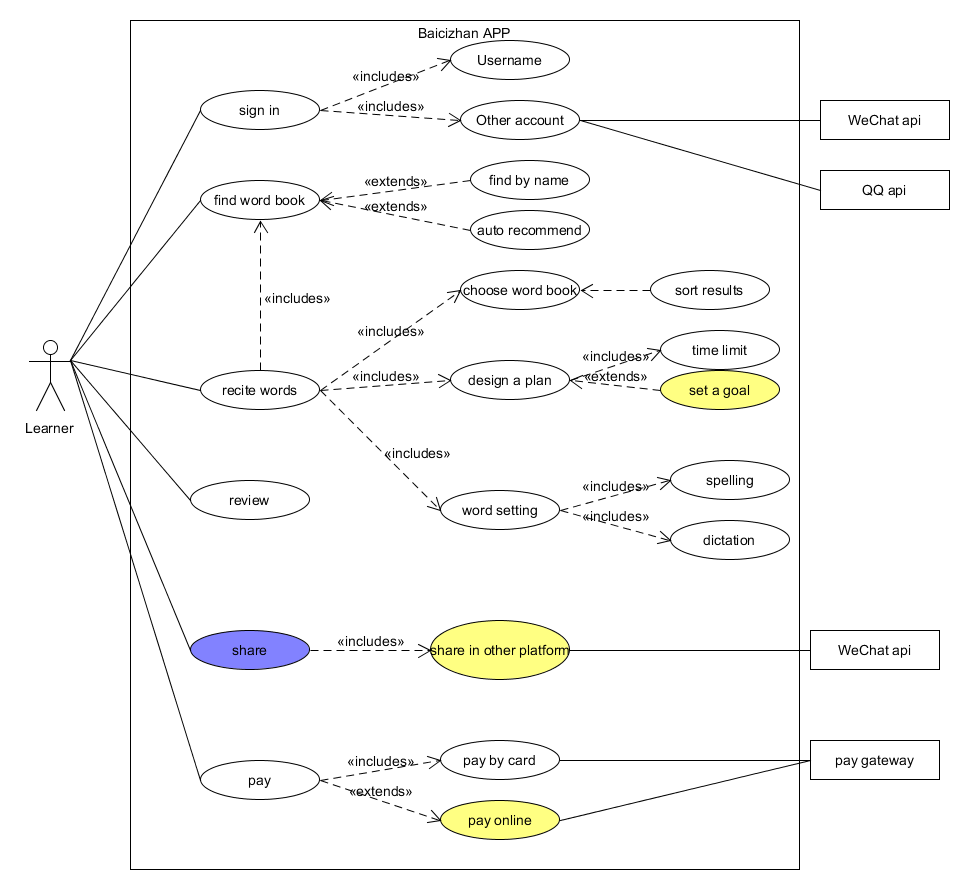 Baicizhan APP
Username
«includes»
sign in
«includes»
Other account
WeChat api
find by name
«extends»
QQ api
find word book
«extends»
auto recommend
«includes»
choose word book
sort results
«includes»
time limit
«includes»
recite words
«includes»
design a plan
«extends»
set a goal
Learner
«includes»
spelling
«includes»
review
word setting
«includes»
dictation
share
«includes»
share in other platform
WeChat api
«includes»
pay by card
pay gateway
pay
«extends»
pay online